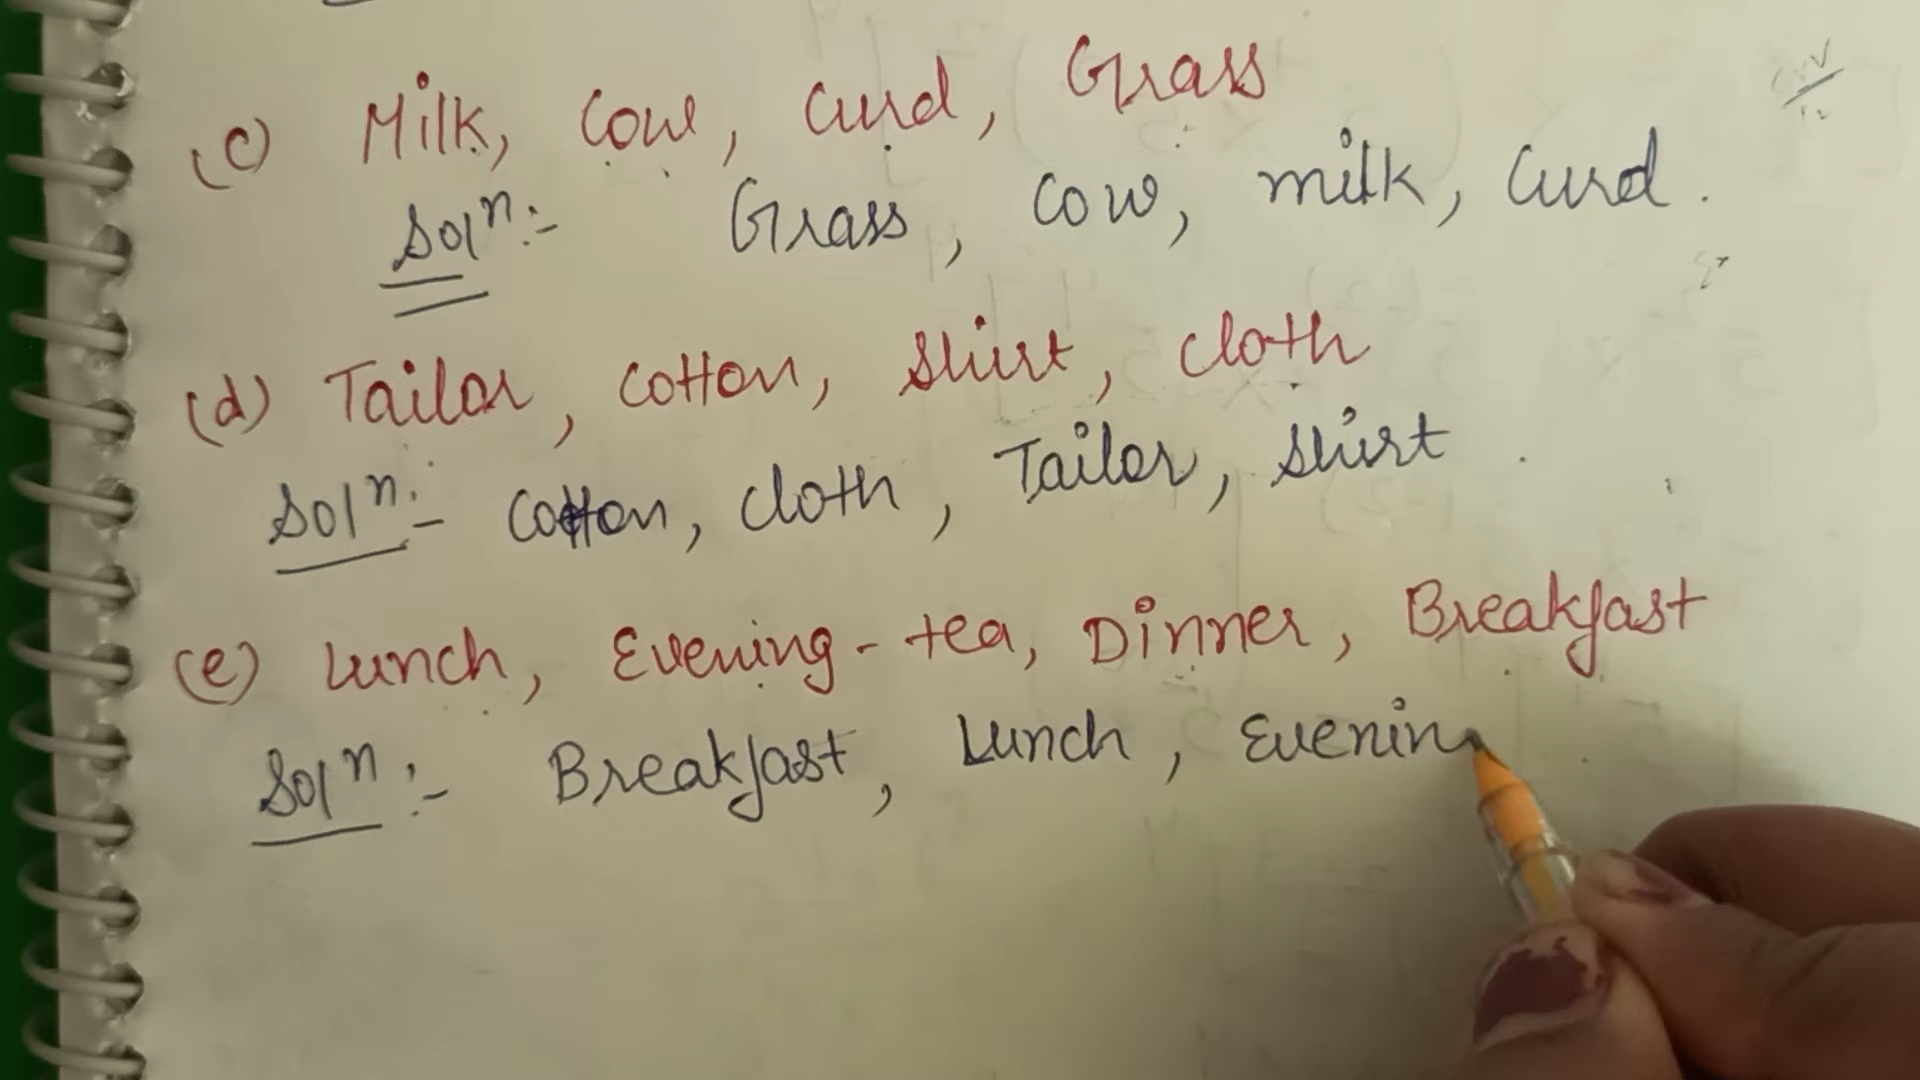 (c) Milk, Cow, Curd, Grass
Solⁿ:- Grass, Cow, milk, Curd.
(d) Tailor, cotton, Shirt, cloth
Solⁿ:- Cotton, cloth, Tailor, Shirt
(e) Lunch, Evening-tea, Dinner, Breakfast
Solⁿ:- Breakfast, Lunch, Evenin